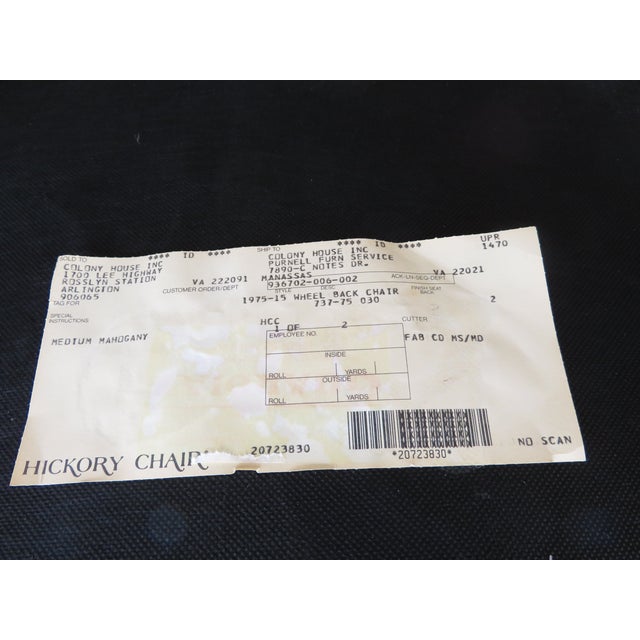 **** ID ****
**** ID ****
UPR
1470
SOLD TO
COLONY HOUSE INC
1700 LEE HIGHWAY
ROSSLYN STATION
ARLINGTON
VA 222091
906065
SHIP TO
COLONY HOUSE INC
PURNELL FURN SERVICE
7890-C NOTES DR.
MANASSAS
VA 22021
CUSTOMER ORDER/DEPT
ACK-LN-SEQ-DEPT
936702-006-002
TAG FOR
STYLE
DESC
FINISH SEAT
BACK
1975-15 WHEEL BACK CHAIR
737-75 030
2
SPECIAL
INSTRUCTIONS
HCC
1 OF 2
CUTTER
MEDIUM MAHOGANY
EMPLOYEE NO.
FAB CD MS/MD
INSIDE
ROLL
YARDS
OUTSIDE
ROLL
YARDS
HICKORY CHAIR
20723830
*20723830*
NO SCAN